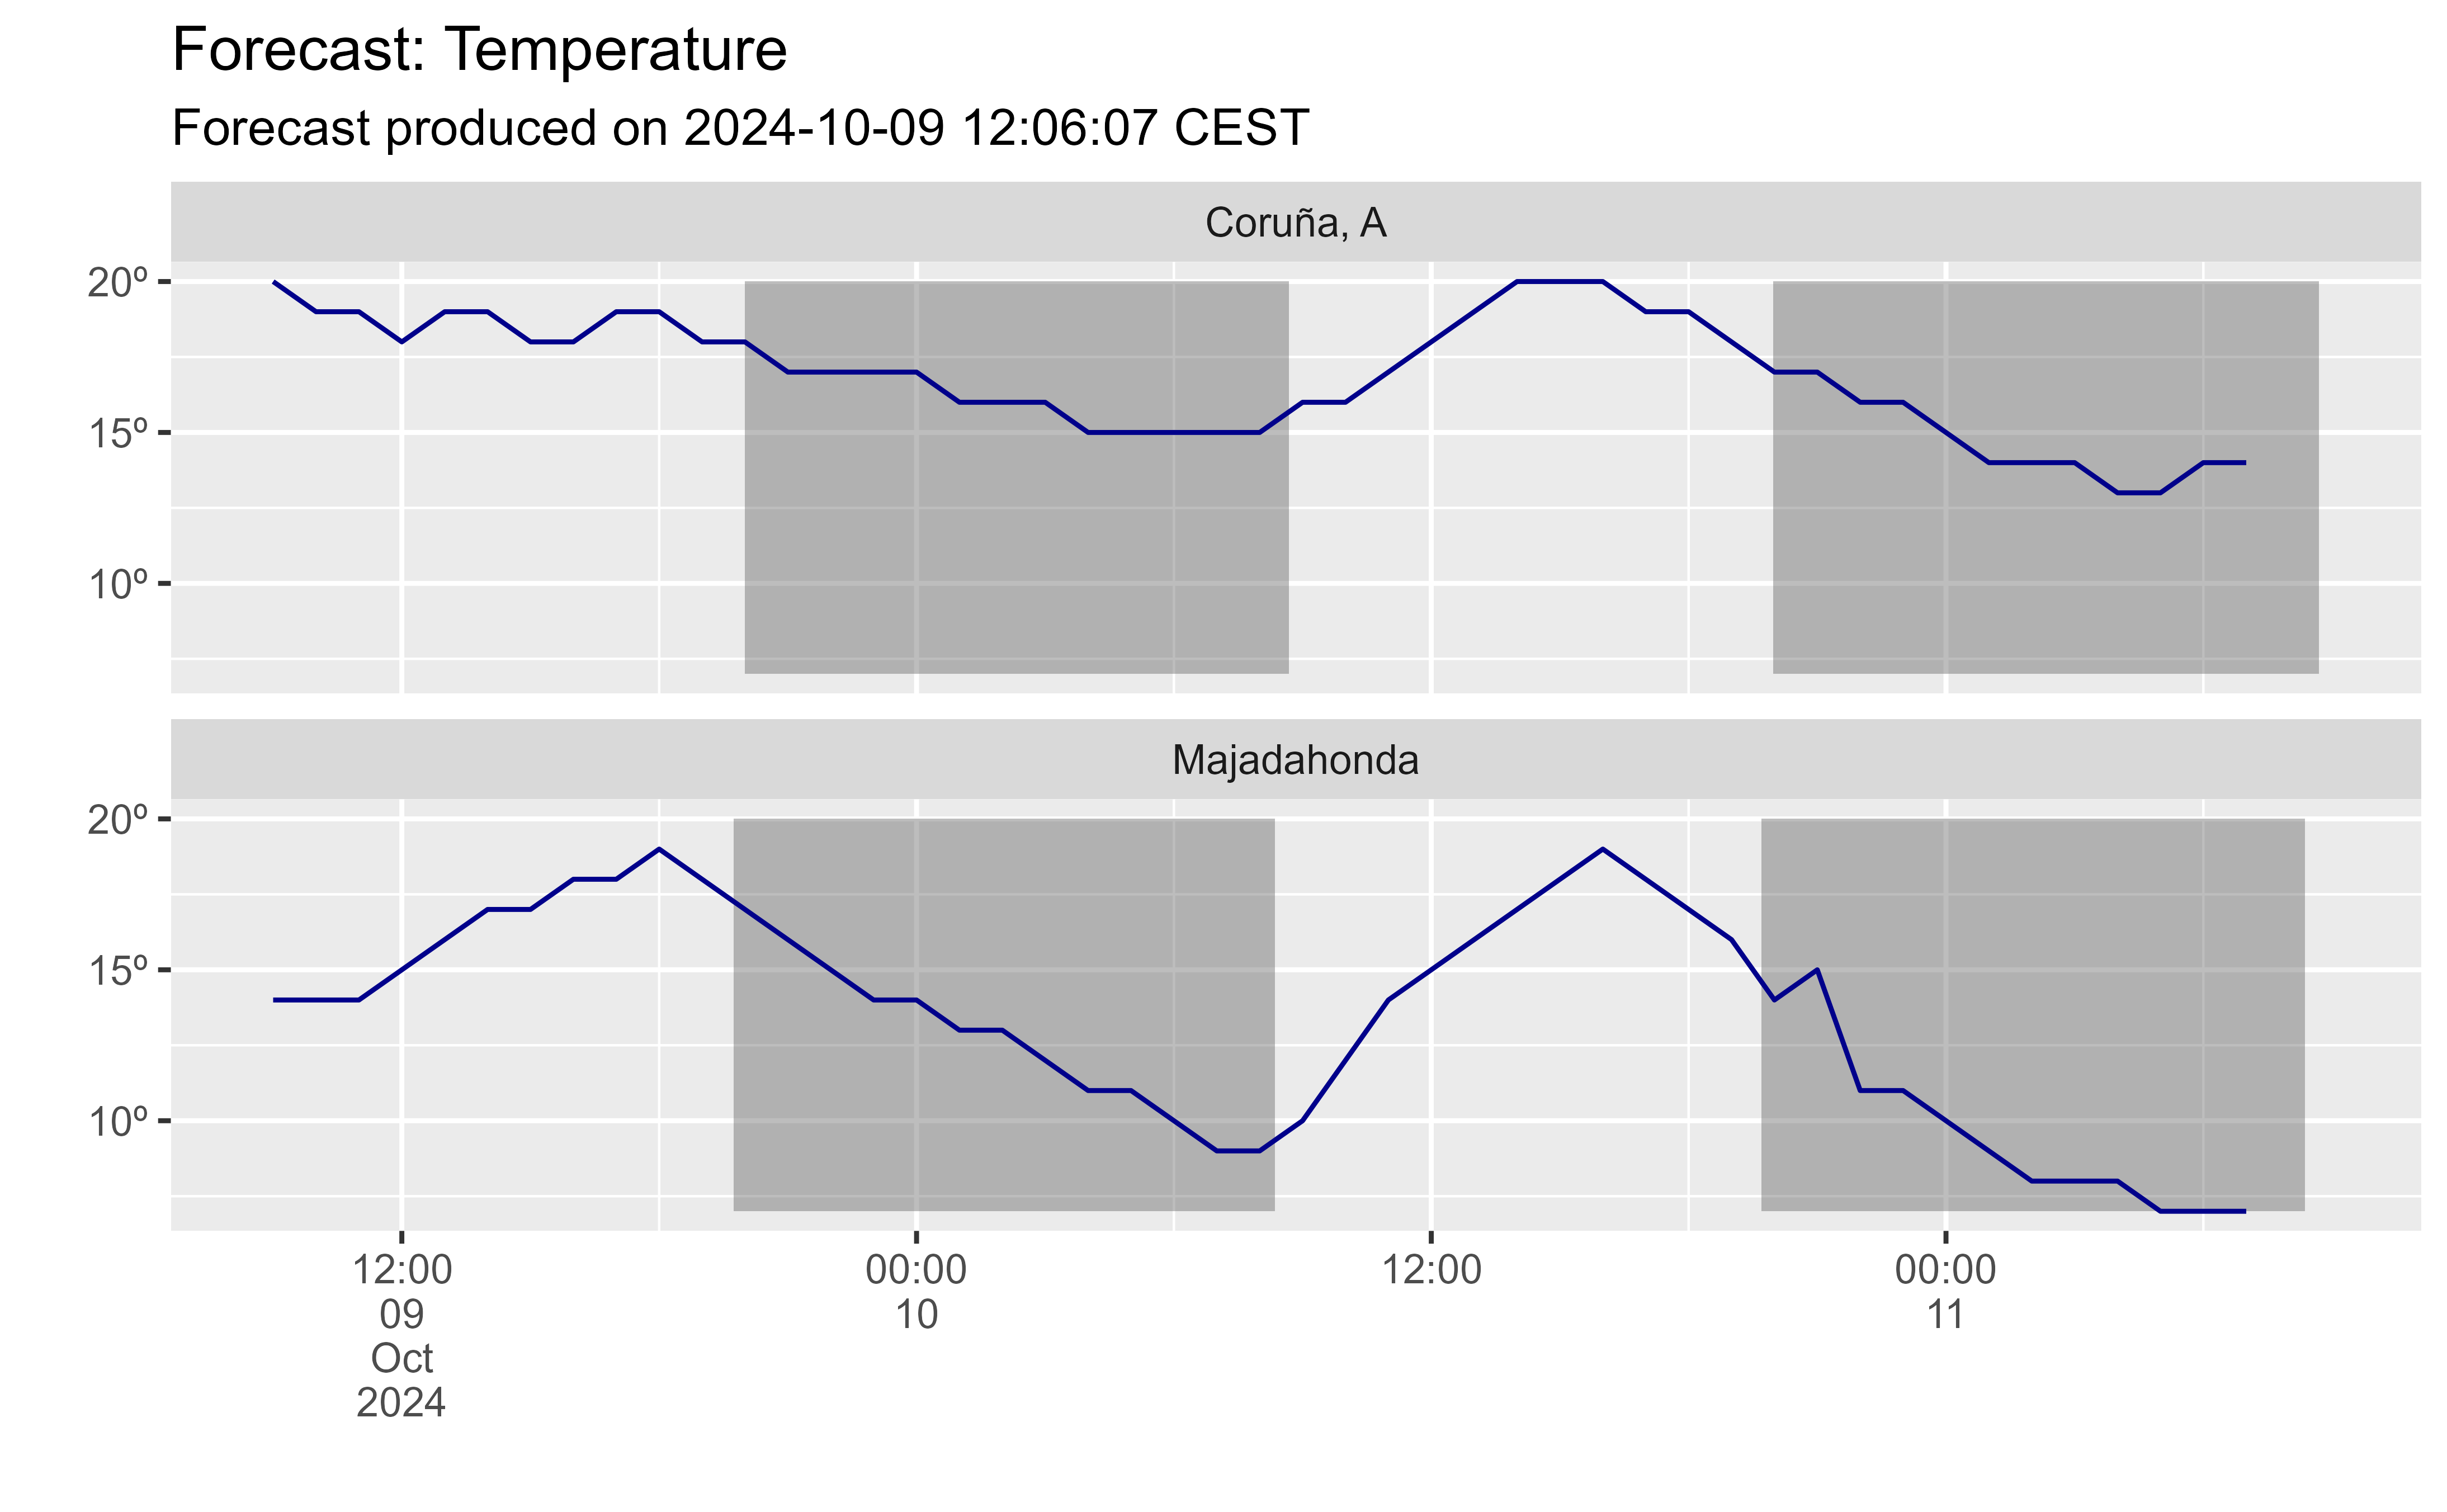 Forecast: Temperature
Forecast produced on 2024-10-09 12:06:07 CEST
Coruña, A
20º
15º
10º
Majadahonda
20º
15º
10º
12:00 00:00 12:00 00:00
09 10 11
Oct
2024